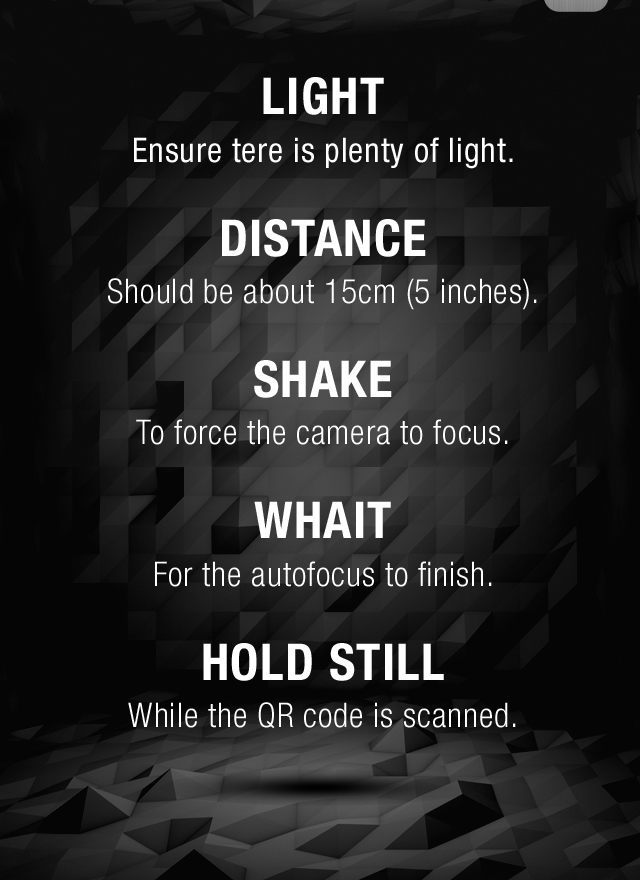 LIGHT
Ensure tere is plenty of light.
DISTANCE
Should be about 15cm (5 inches).
SHAKE
To force the camera to focus.
WHAIT
For the autofocus to finish.
HOLD STILL
While the QR code is scanned.